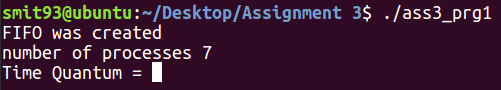 smit93@ubuntu:~/Desktop/Assignment 3$ ./ass3_prg1
FIFO was created
number of processes 7
Time Quantum =